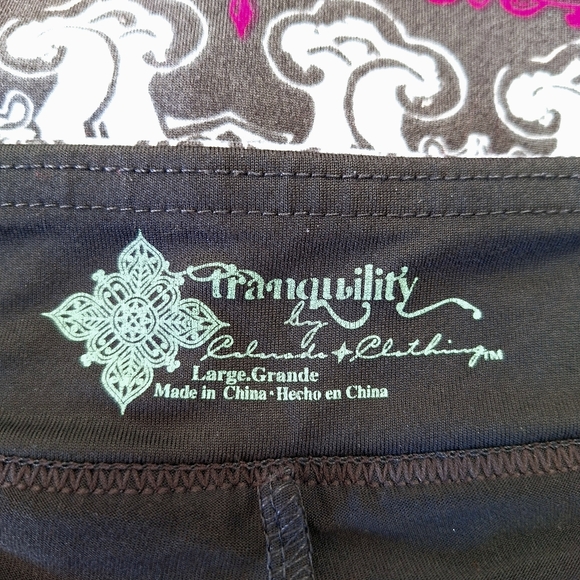 Tranquility
by
Colorado Clothing™
Large.Grande
Made in China • Hecho en China